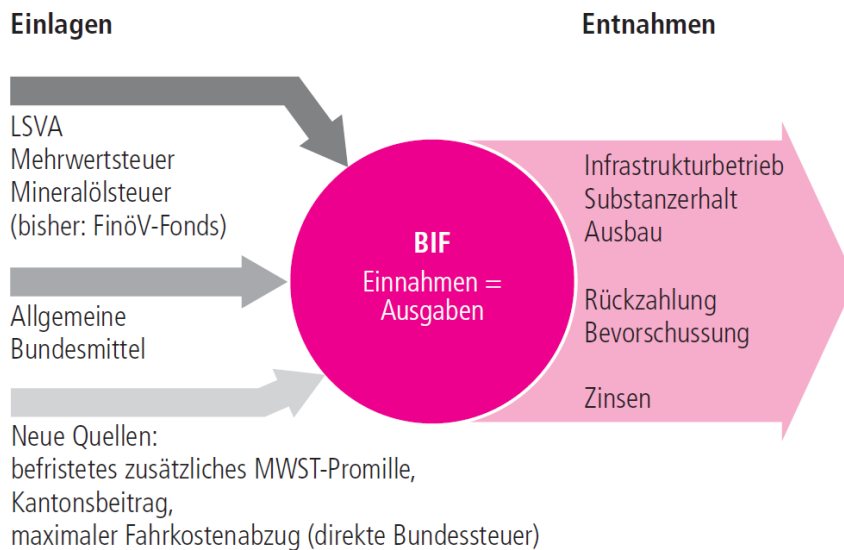 Einlagen
LSVA
Mehrwertsteuer
Mineralölsteuer
(bisher: FinöV-Fonds)
Allgemeine
Bundesmittel
Neue Quellen:
befristetes zusätzliches MWST-Promille,
Kantonsbeitrag,
maximaler Fahrkostenabzug (direkte Bundessteuer)
BIF
Einnahmen =
Ausgaben
Entnahmen
Infrastrukturbetrieb
Substanzerhalt
Ausbau
Rückzahlung
Bevorschussung
Zinsen